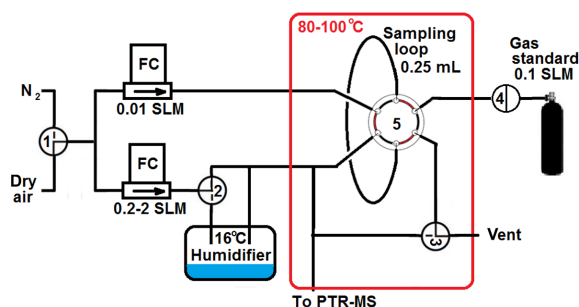 80-100°C
Sampling
loop
0.25 mL
Gas
standard
0.1 SLM
FC
N2
0.01 SLM
4
5
1
FC
Dry
air
2
0.2-2 SLM
16°C
Humidifier
3
Vent
To PTR-MS